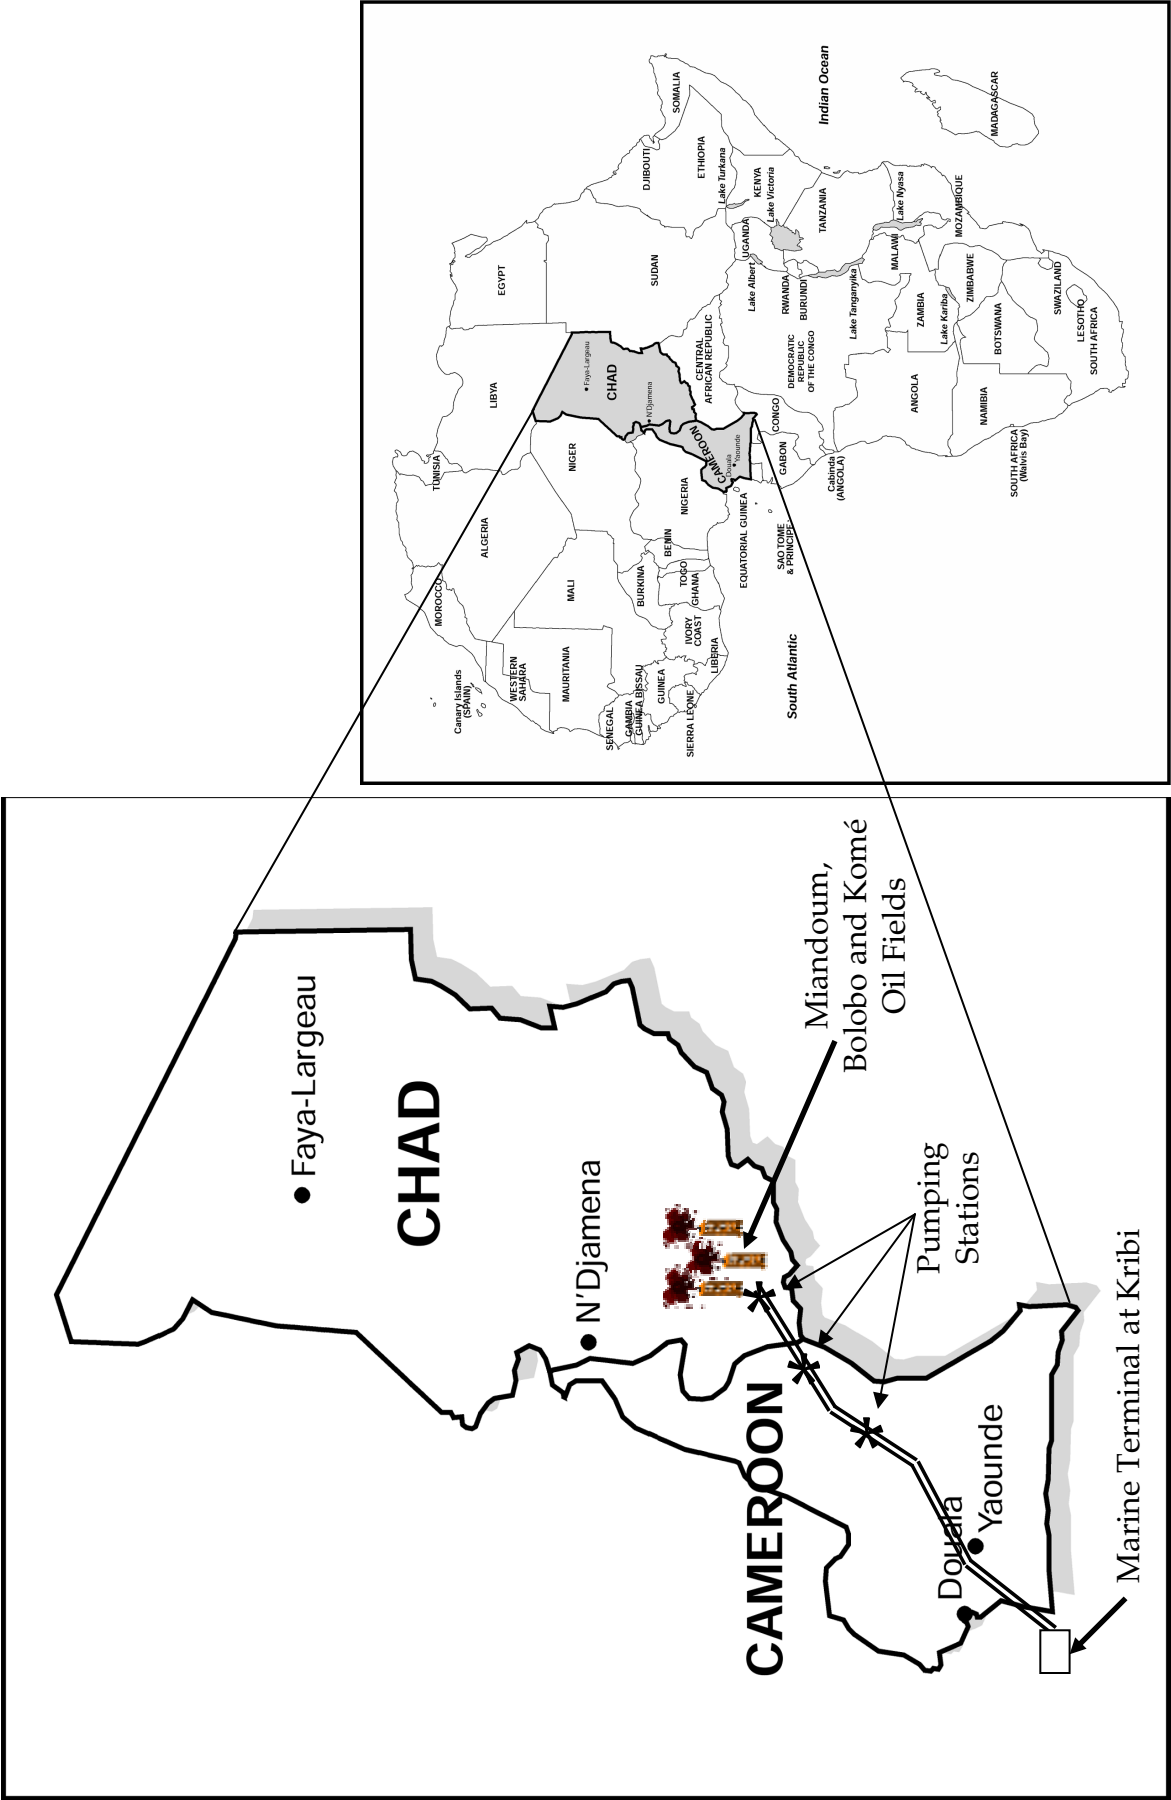 TUNISIA
MOROCCO
Canary Islands
(SPAIN)
ALGERIA
LIBYA
EGYPT
WESTERN
SAHARA
MAURITANIA
MALI
NIGER
CHAD
Faya-Largeau
N'Djamena
SUDAN
DJIBOUTI
SOMALIA
ETHIOPIA
SENEGAL
GAMBIA
GUINEA BISSAU
GUINEA
SIERRA LEONE
LIBERIA
IVORY
COAST
BURKINA
GHANA
TOGO
BENIN
NIGERIA
CAMEROON
Douala
Yaounde
CENTRAL
AFRICAN REPUBLIC
Lake Turkana
UGANDA
KENYA
Lake Albert
Lake Victoria
EQUATORIAL GUINEA
SAO TOME
& PRINCIPE
GABON
CONGO
DEMOCRATIC
REPUBLIC
OF THE CONGO
RWANDA
BURUNDI
TANZANIA
Indian Ocean
South Atlantic
Cabinda
(ANGOLA)
Lake Tanganyika
MALAWI
Lake Nyasa
ANGOLA
ZAMBIA
Lake Kariba
MOZAMBIQUE
ZIMBABWE
MADAGASCAR
NAMIBIA
BOTSWANA
SOUTH AFRICA
(Walvis Bay)
SWAZILAND
LESOTHO
SOUTH AFRICA
Faya-Largeau
CHAD
N'Djamena
CAMEROON
Miandoum,
Bolobo and Komé
Oil Fields
Pumping
Stations
Douala
Yaounde
Marine Terminal at Kribi